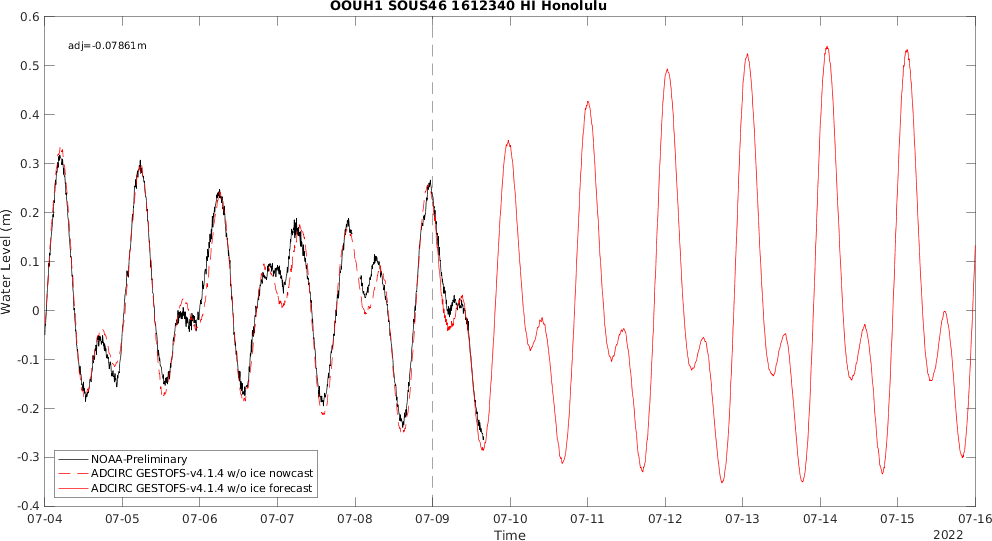 OOUH1 SOUS46 1612340 HI Honolulu
adj=-0.07861m
0.6
0.5
0.4
0.3
0.2
0.1
0
-0.1
-0.2
-0.3
-0.4
Water Level (m)
NOAA-Preliminary
ADCIRC GESTOFS-v4.1.4 w/o ice nowcast
ADCIRC GESTOFS-v4.1.4 w/o ice forecast
07-04 07-05 07-06 07-07 07-08 07-09 07-10 07-11 07-12 07-13 07-14 07-15 07-16
Time
2022